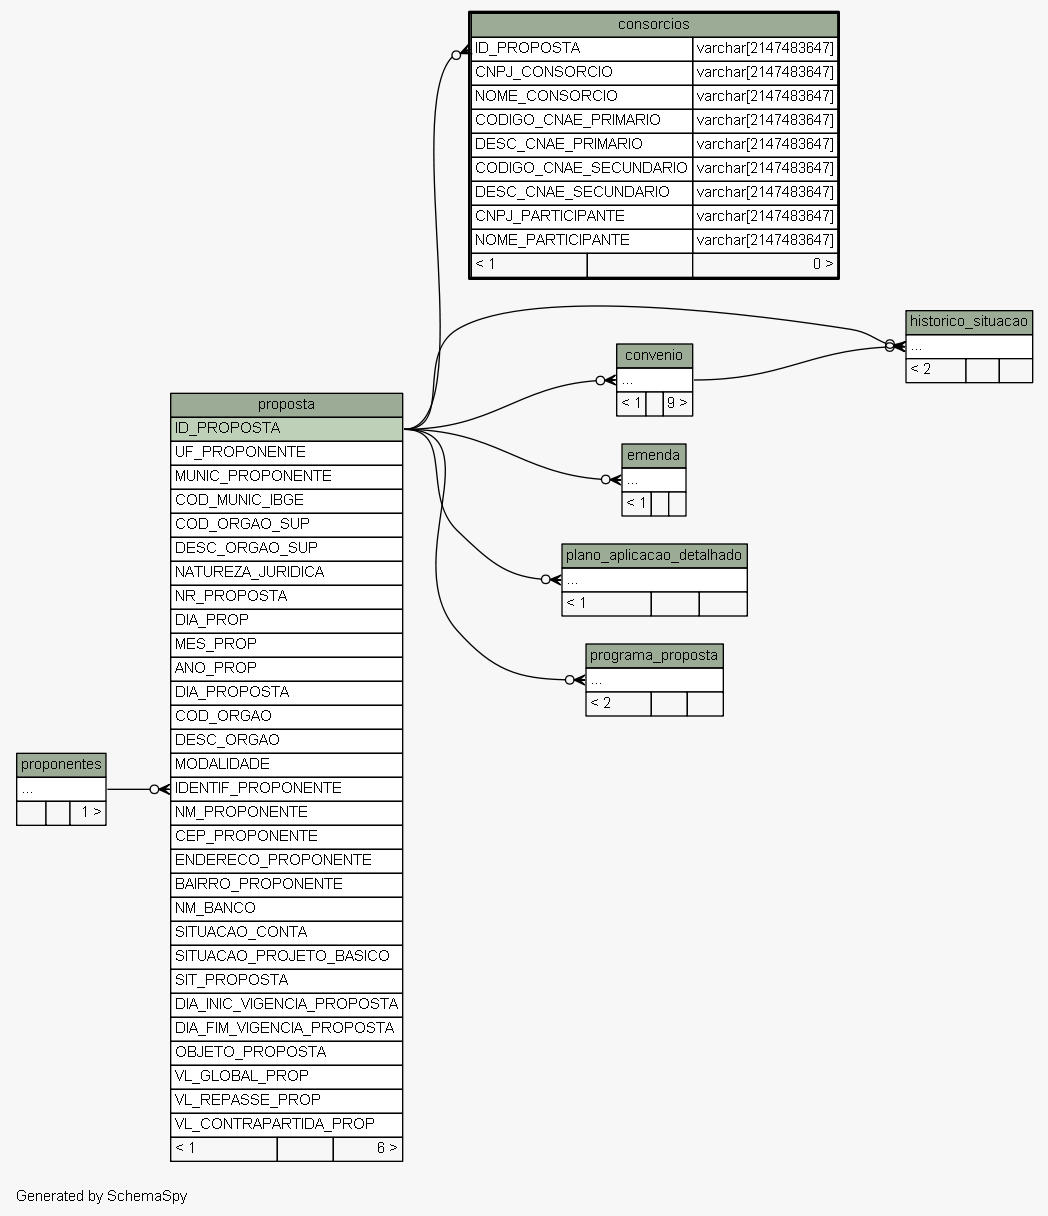 consorcios
ID_PROPOSTA varchar[2147483647]
CNPJ_CONSORCIO varchar[2147483647]
NOME_CONSORCIO varchar[2147483647]
CODIGO_CNAE_PRIMARIO varchar[2147483647]
DESC_CNAE_PRIMARIO varchar[2147483647]
CODIGO_CNAE_SECUNDARIO varchar[2147483647]
DESC_CNAE_SECUNDARIO varchar[2147483647]
CNPJ_PARTICIPANTE varchar[2147483647]
NOME_PARTICIPANTE varchar[2147483647]
< 1 0 >
historico_situacao
...
< 2
convenio
...
< 1 9 >
emenda
...
< 1
plano_aplicacao_detalhado
...
< 1
programa_proposta
...
< 2
proposta
ID_PROPOSTA
UF_PROPONENTE
MUNIC_PROPONENTE
COD_MUNIC_IBGE
COD_ORGAO_SUP
DESC_ORGAO_SUP
NATUREZA_JURIDICA
NR_PROPOSTA
DIA_PROP
MES_PROP
ANO_PROP
DIA_PROPOSTA
COD_ORGAO
DESC_ORGAO
MODALIDADE
IDENTIF_PROPONENTE
NM_PROPONENTE
CEP_PROPONENTE
ENDERECO_PROPONENTE
BAIRRO_PROPONENTE
NM_BANCO
SITUACAO_CONTA
SITUACAO_PROJETO_BASICO
SIT_PROPOSTA
DIA_INIC_VIGENCIA_PROPOSTA
DIA_FIM_VIGENCIA_PROPOSTA
OBJETO_PROPOSTA
VL_GLOBAL_PROP
VL_REPASSE_PROP
VL_CONTRAPARTIDA_PROP
< 1 6 >
proponentes
...
1 >
Generated by SchemaSpy